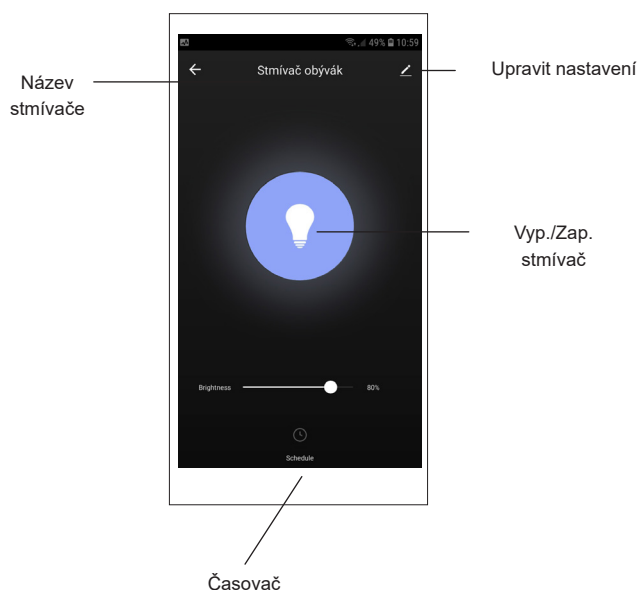 49% 10:59
Stmívač obývák
Upravit nastavení
Název
stmívače
Vyp./Zap.
stmívač
Brightness 80%
Schedule
Časovač